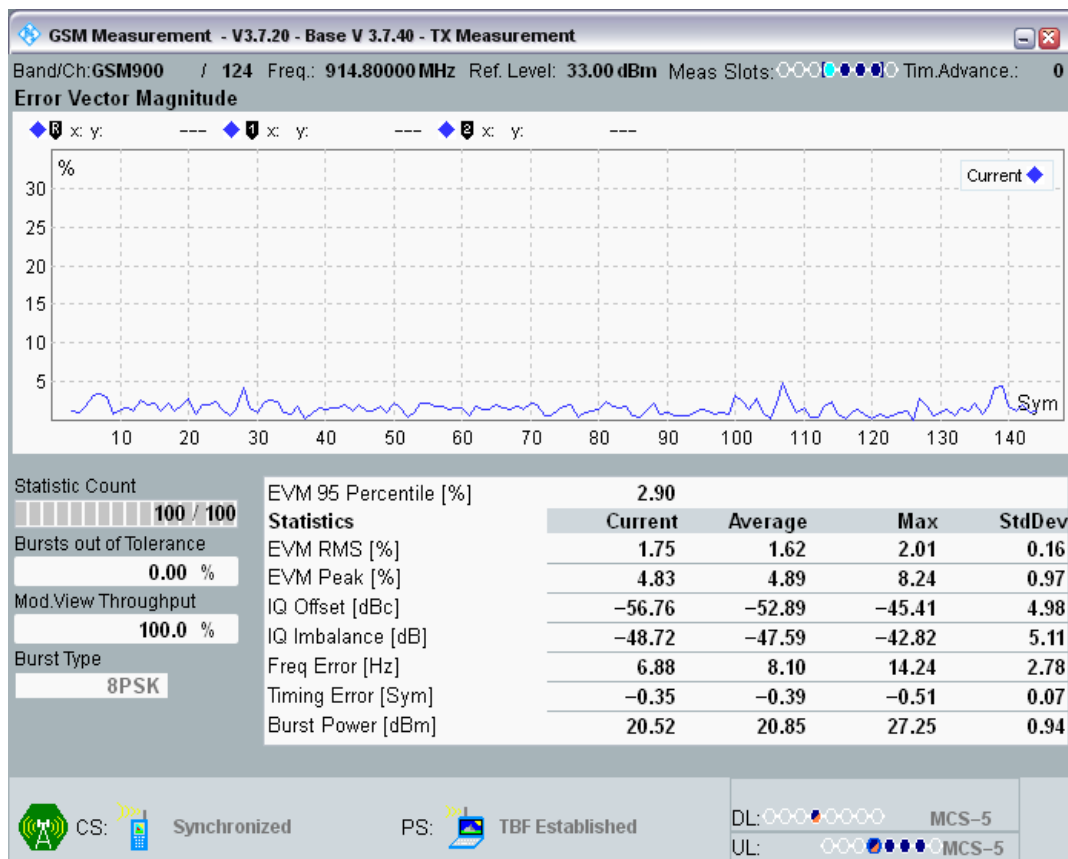 GSM Measurement - V3.7.20 - Base V 3.7.40 - TX Measurement
Band/Ch:GSM900 / 124 Freq.: 914.80000 MHz Ref. Level: 33.00 dBm Meas Slots: Tim.Advance.: 0
Error Vector Magnitude
R x: y: --- 1 x: y: --- 2 x: y: ---
%
Current
30
25
20
15
10
5
Sym
10 20 30 40 50 60 70 80 90 100 110 120 130 140
Statistic Count
100 / 100
Bursts out of Tolerance
0.00 %
Mod.View Throughput
100.0 %
Burst Type
8PSK
EVM 95 Percentile [%] 2.90
Statistics Current Average Max StdDev
EVM RMS [%] 1.75 1.62 2.01 0.16
EVM Peak [%] 4.83 4.89 8.24 0.97
IQ Offset [dBc] −56.76 −52.89 −45.41 4.98
IQ Imbalance [dB] −48.72 −47.59 −42.82 5.11
Freq Error [Hz] 6.88 8.10 14.24 2.78
Timing Error [Sym] −0.35 −0.39 −0.51 0.07
Burst Power [dBm] 20.52 20.85 27.25 0.94
CS: Synchronized PS: TBF Established
DL: MCS−5
UL: MCS−5